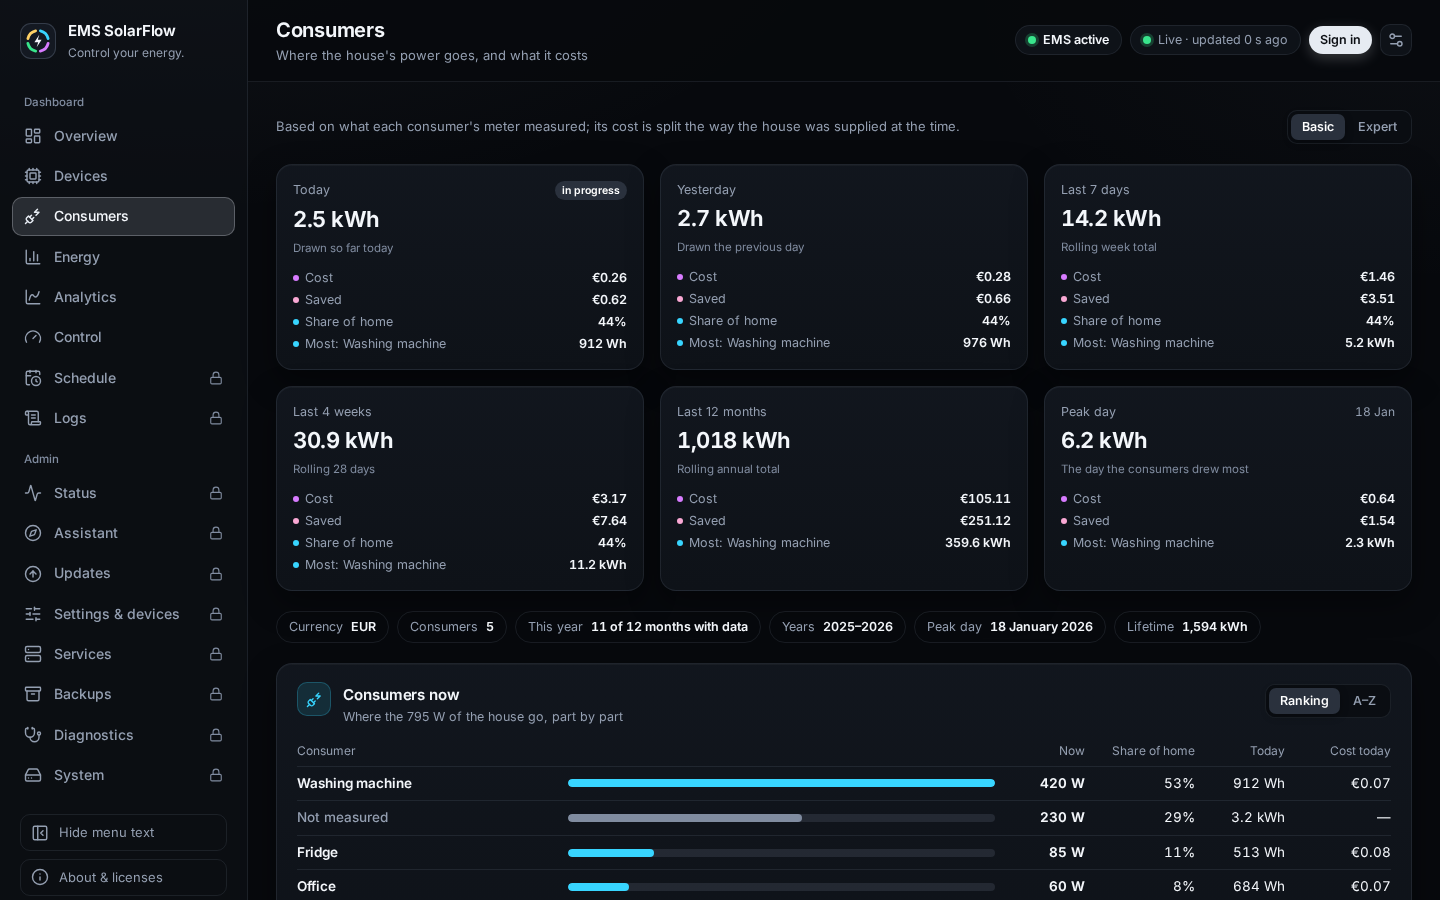 EMS SolarFlow
Control your energy.
Dashboard
Overview
Devices
Consumers
Energy
Analytics
Control
Schedule
Logs
Admin
Status
Assistant
Updates
Settings & devices
Services
Backups
Diagnostics
System
Hide menu text
About & licenses
Consumers
Where the house's power goes, and what it costs
EMS active
Live · updated 0 s ago
Sign in
Based on what each consumer's meter measured; its cost is split the way the house was supplied at the time.
Basic
Expert
Today
in progress
2.5 kWh
Drawn so far today
Cost €0.26
Saved €0.62
Share of home 44%
Most: Washing machine 912 Wh
Yesterday
2.7 kWh
Drawn the previous day
Cost €0.28
Saved €0.66
Share of home 44%
Most: Washing machine 976 Wh
Last 7 days
14.2 kWh
Rolling week total
Cost €1.46
Saved €3.51
Share of home 44%
Most: Washing machine 5.2 kWh
Last 4 weeks
30.9 kWh
Rolling 28 days
Cost €3.17
Saved €7.64
Share of home 44%
Most: Washing machine 11.2 kWh
Last 12 months
1,018 kWh
Rolling annual total
Cost €105.11
Saved €251.12
Most: Washing machine 359.6 kWh
Peak day 18 Jan
6.2 kWh
The day the consumers drew most
Cost €0.64
Saved €1.54
Most: Washing machine 2.3 kWh
Currency EUR
Consumers 5
This year 11 of 12 months with data
Years 2025–2026
Peak day 18 January 2026
Lifetime 1,594 kWh
Consumers now
Where the 795 W of the house go, part by part
Ranking
A–Z
Consumer Now Share of home Today Cost today
Washing machine 420 W 53% 912 Wh €0.07
Not measured 230 W 29% 3.2 kWh —
Fridge 85 W 11% 513 Wh €0.08
Office 60 W 8% 684 Wh €0.07